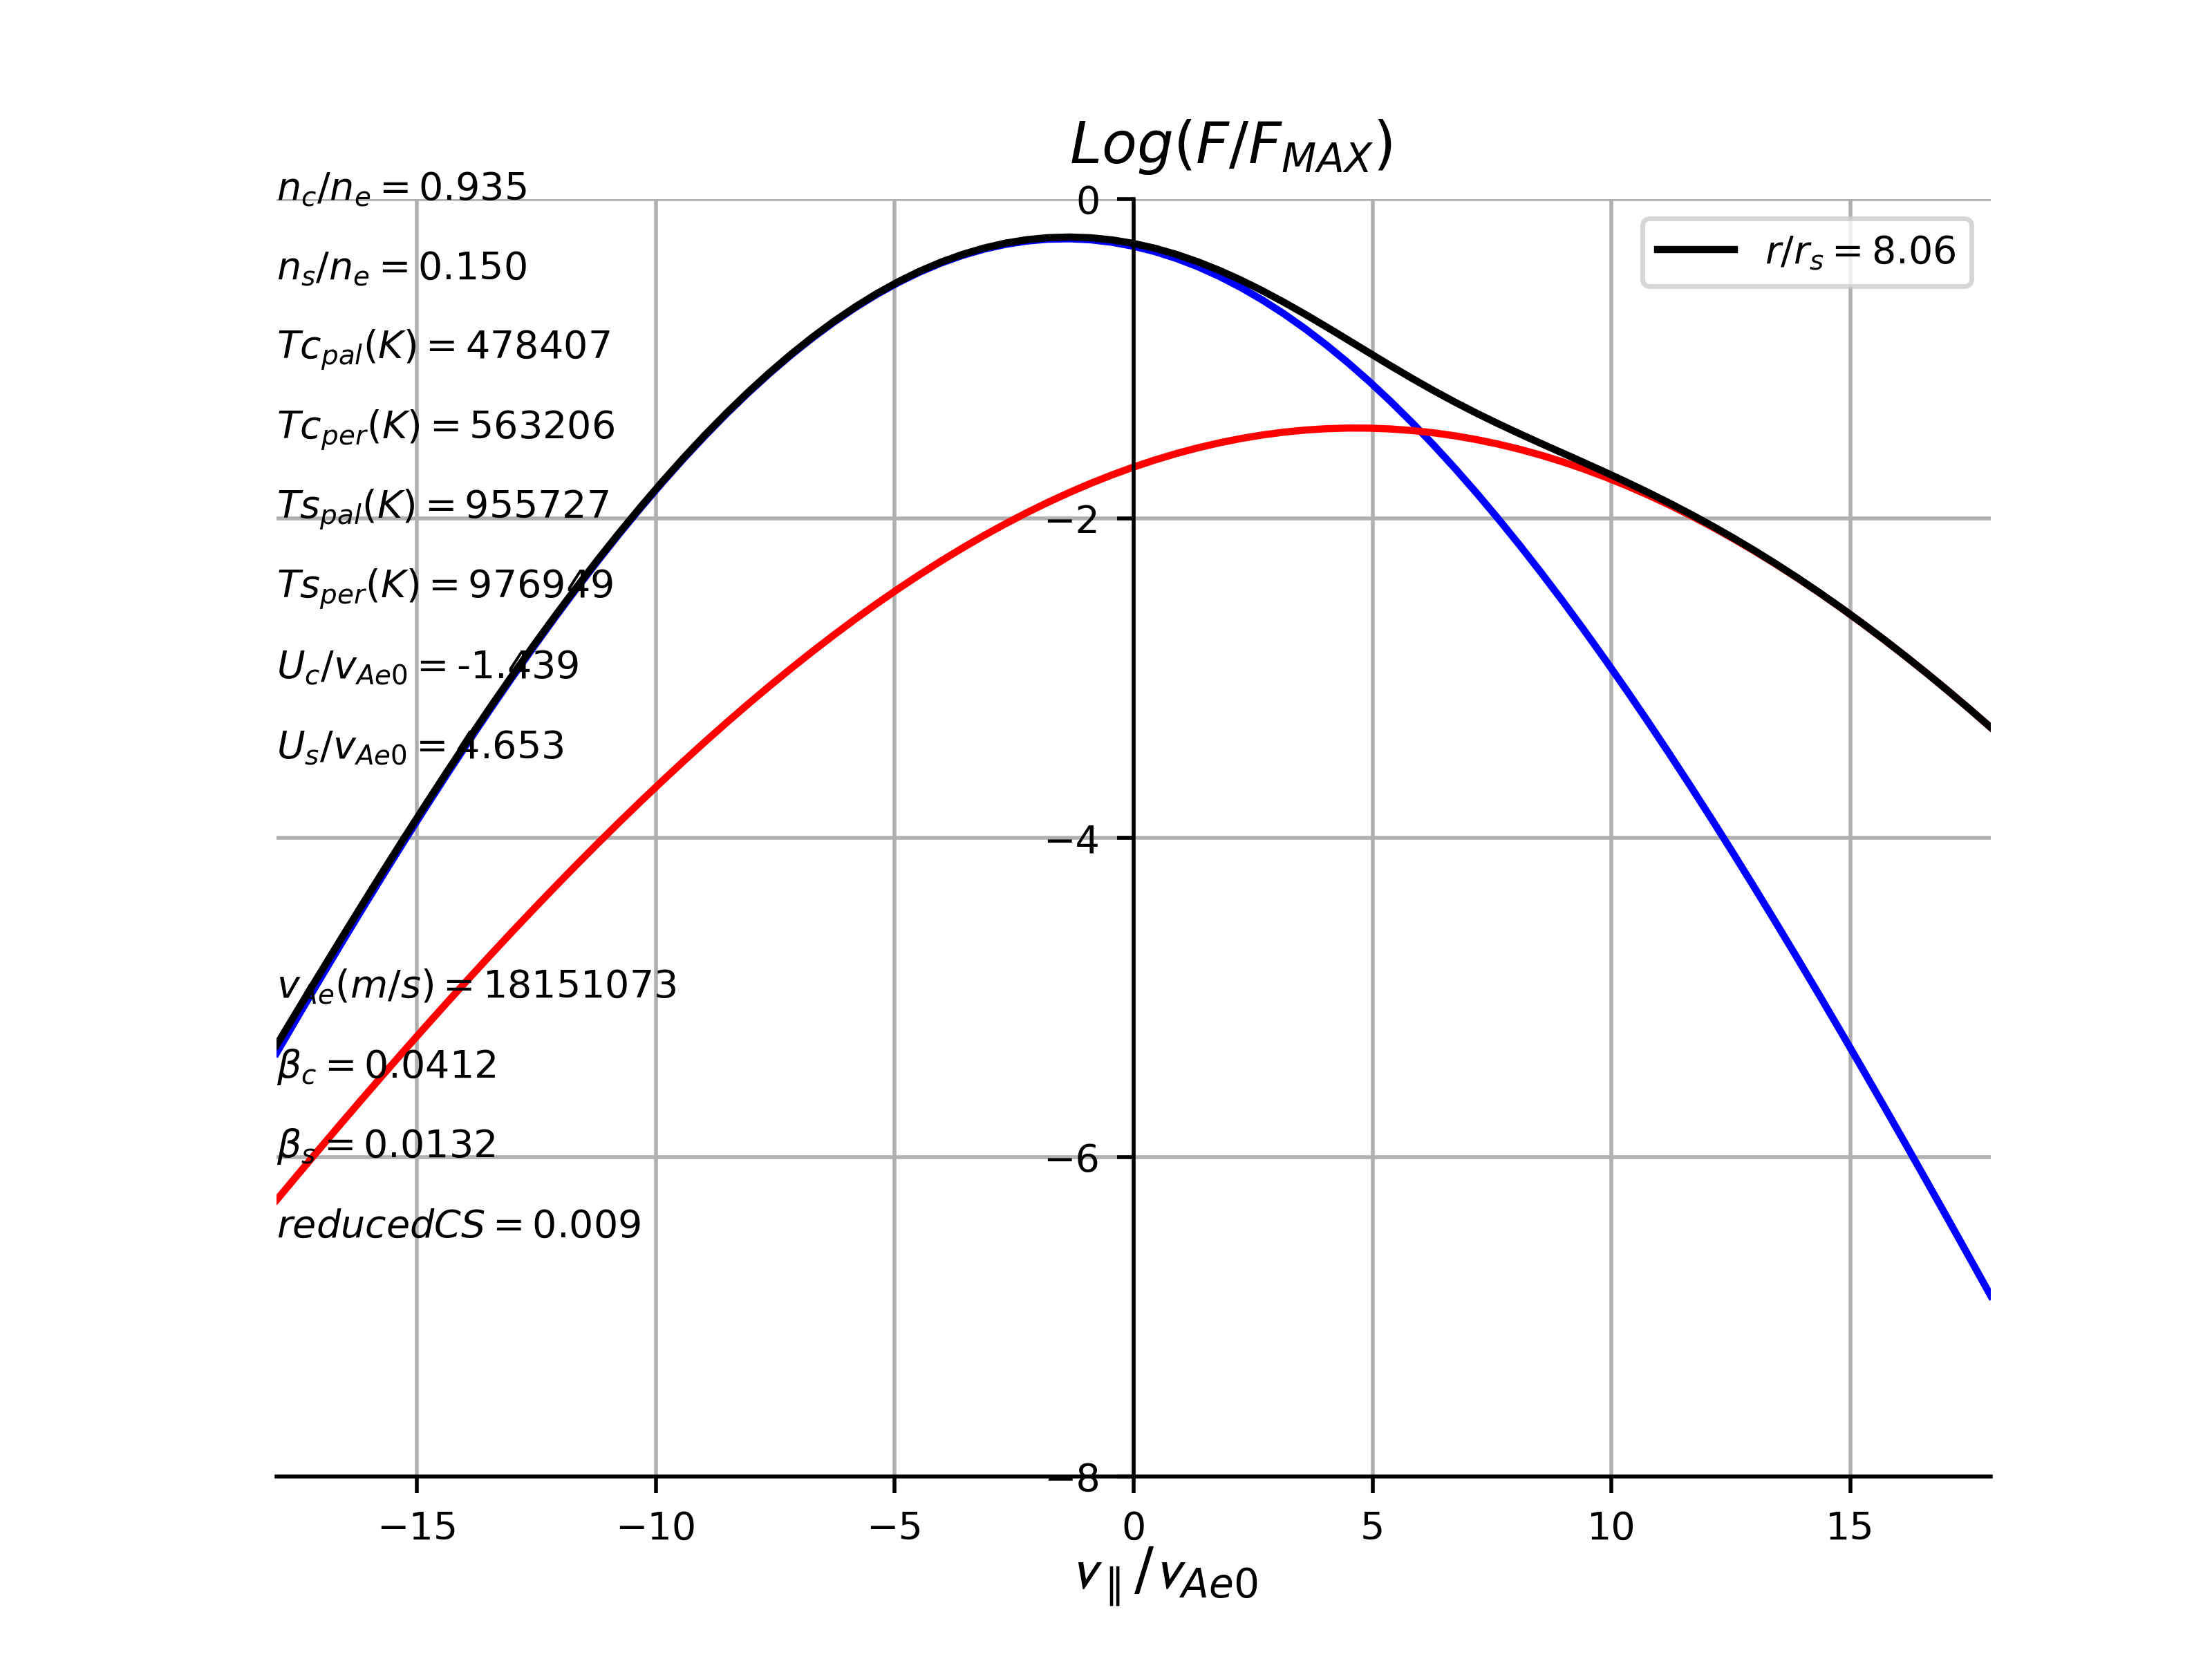 Log(F/F_MAX)
n_c/n_e = 0.935
0
r/r_s = 8.06
n_s/n_e = 0.150
Tc_pal(K) = 478407
Tc_per(K) = 563206
Ts_pal(K) = 955727
−2
Ts_per(K) = 976949
U_c/v_Ae0 = -1.439
U_s/v_Ae0 = 4.653
−4
v_Ae(m/s) = 18151073
β_c = 0.0412
β_s = 0.0132
−6
reducedCS = 0.009
−8
−15 −10 −5 0 5 10 15
v_∥/v_Ae0